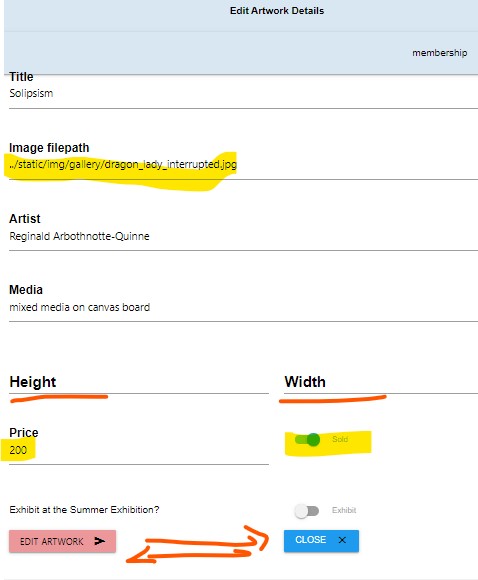 Edit Artwork Details
membership
Title
Solipsism
Image filepath
../static/img/gallery/dragon_lady_interrupted.jpg
Artist
Reginald Arbothnotte-Quinne
Media
mixed media on canvas board
Height Width
Price
Sold
200
Exhibit at the Summer Exhibition? Exhibit
EDIT ARTWORK CLOSE